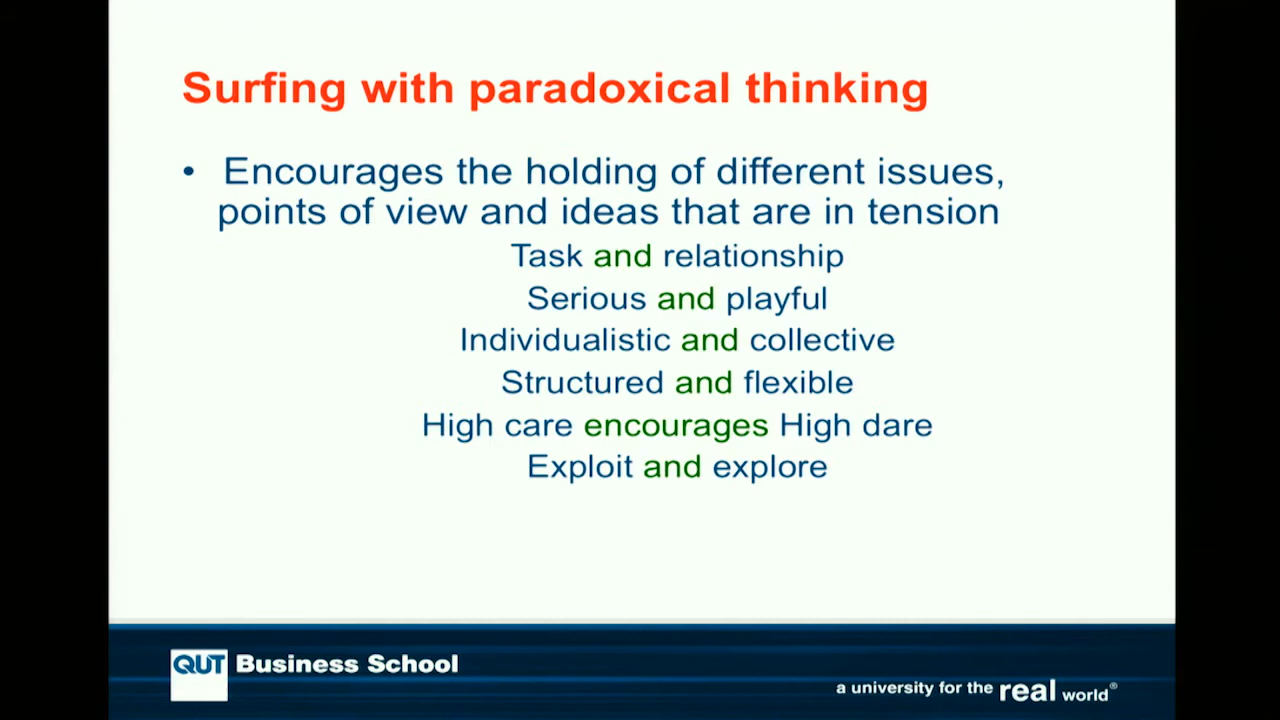 Surfing with paradoxical thinking
• Encourages the holding of different issues,
points of view and ideas that are in tension
Task and relationship
Serious and playful
Individualistic and collective
Structured and flexible
High care encourages High dare
Exploit and explore
QUT Business School
a university for the real world®